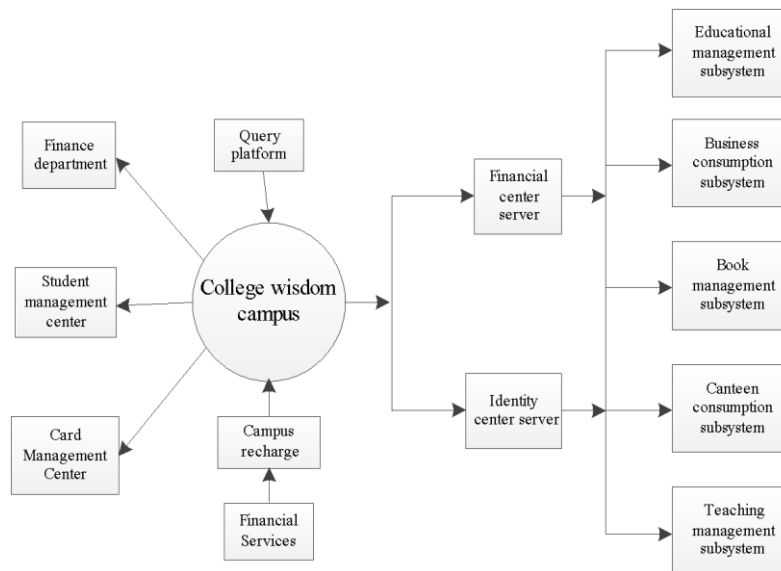 Educational
management
subsystem
Query
platform
Finance
department
Business
consumption
subsystem
Financial
center
server
College wisdom
campus
Student
management
center
Book
management
subsystem
Identity
center server
Canteen
consumption
subsystem
Campus
recharge
Card
Management
Center
Financial
Services
Teaching
management
subsystem